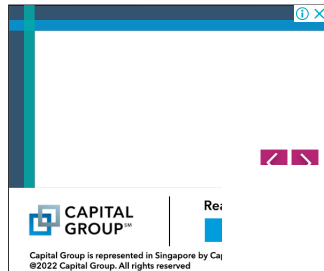 CAPITAL
GROUP℠
Capital Group is represented in Singapore by
@2022 Capital Group. All rights reserved